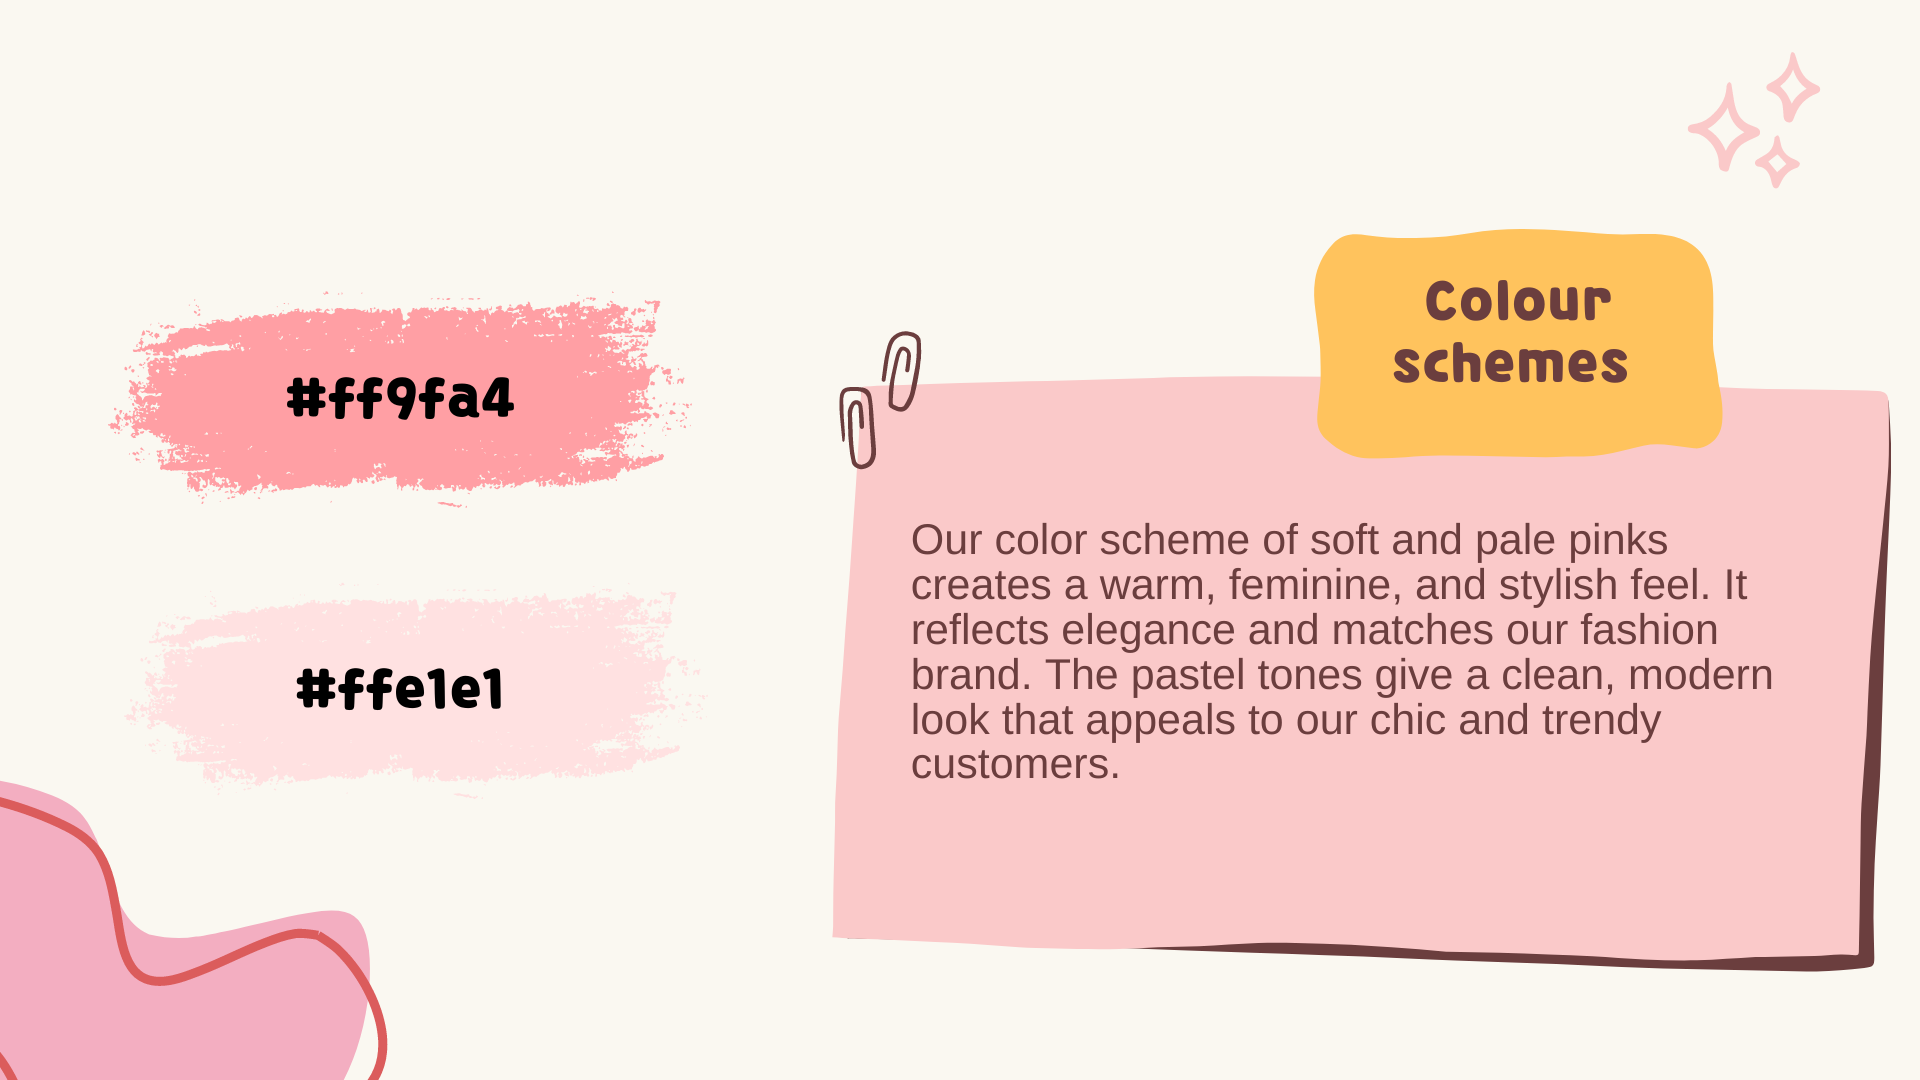 #ff9fa4
#ffe1e1
Colour
schemes
Our color scheme of soft and pale pinks
creates a warm, feminine, and stylish feel. It
reflects elegance and matches our fashion
brand. The pastel tones give a clean, modern
look that appeals to our chic and trendy
customers.